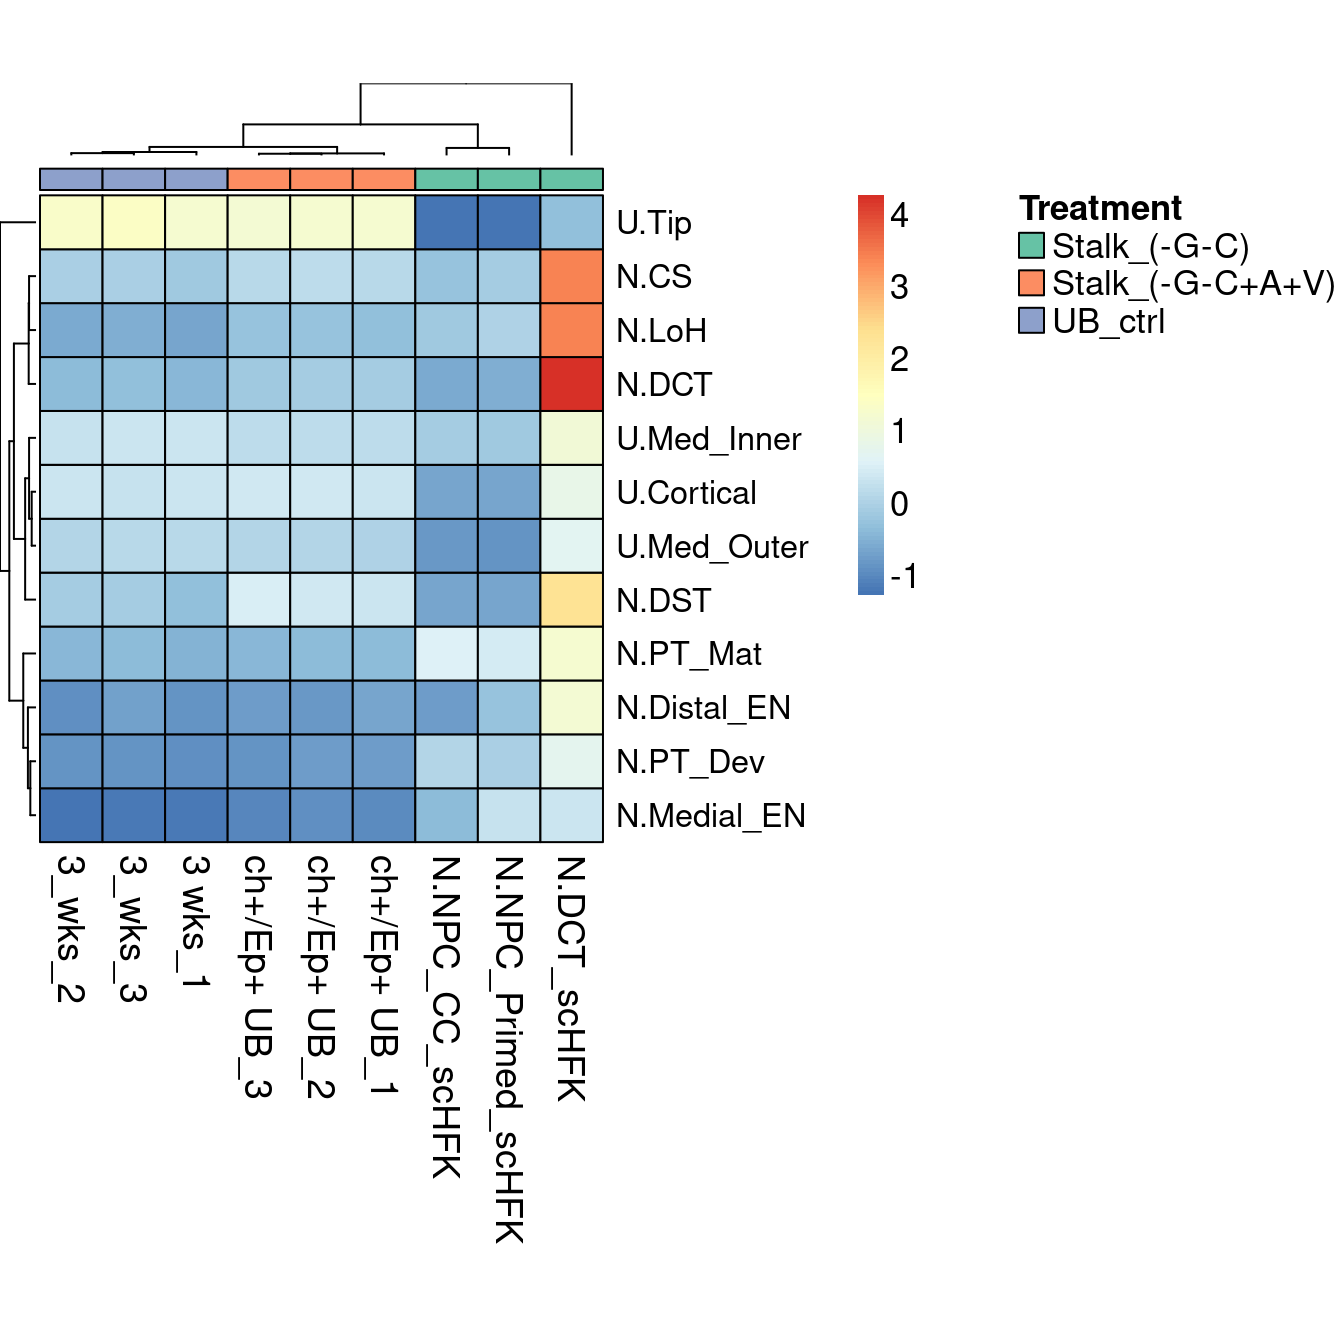 U.Tip
N.CS
N.LoH
N.DCT
U.Med_Inner
U.Cortical
U.Med_Outer
N.DST
N.PT_Mat
N.Distal_EN
N.PT_Dev
N.Medial_EN
3_wks_2
3_wks_3
3 wks_1
ch+/Ep+ UB_3
ch+/Ep+ UB_2
ch+/Ep+ UB_1
N.NPC_CC_scHFK
N.NPC_Primed_scHFK
N.DCT_scHFK
4
3
2
1
0
-1
Treatment
Stalk_(-G-C)
Stalk_(-G-C+A+V)
UB_ctrl